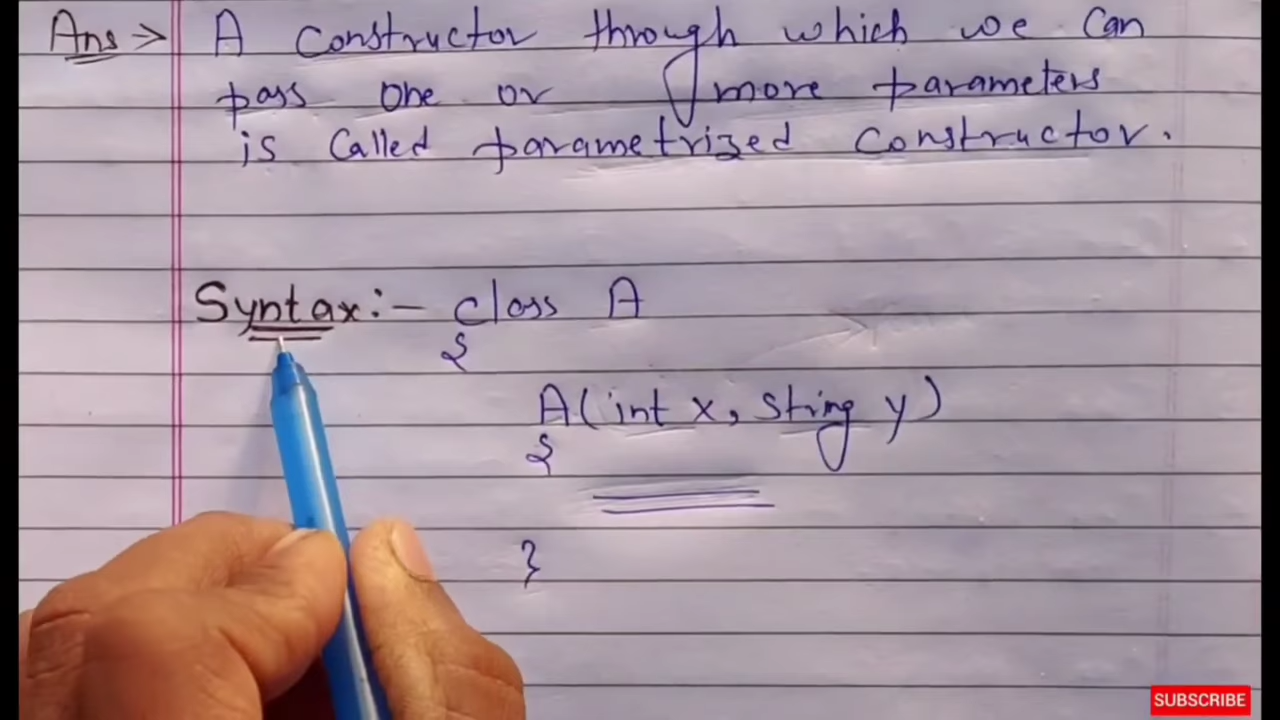 Ans → A Constructor through which we Can
pass one or more parameters
is Called parametrized Constructor.
Syntax:- class A
{
A(int x, sting y)
{
}
SUBSCRIBE